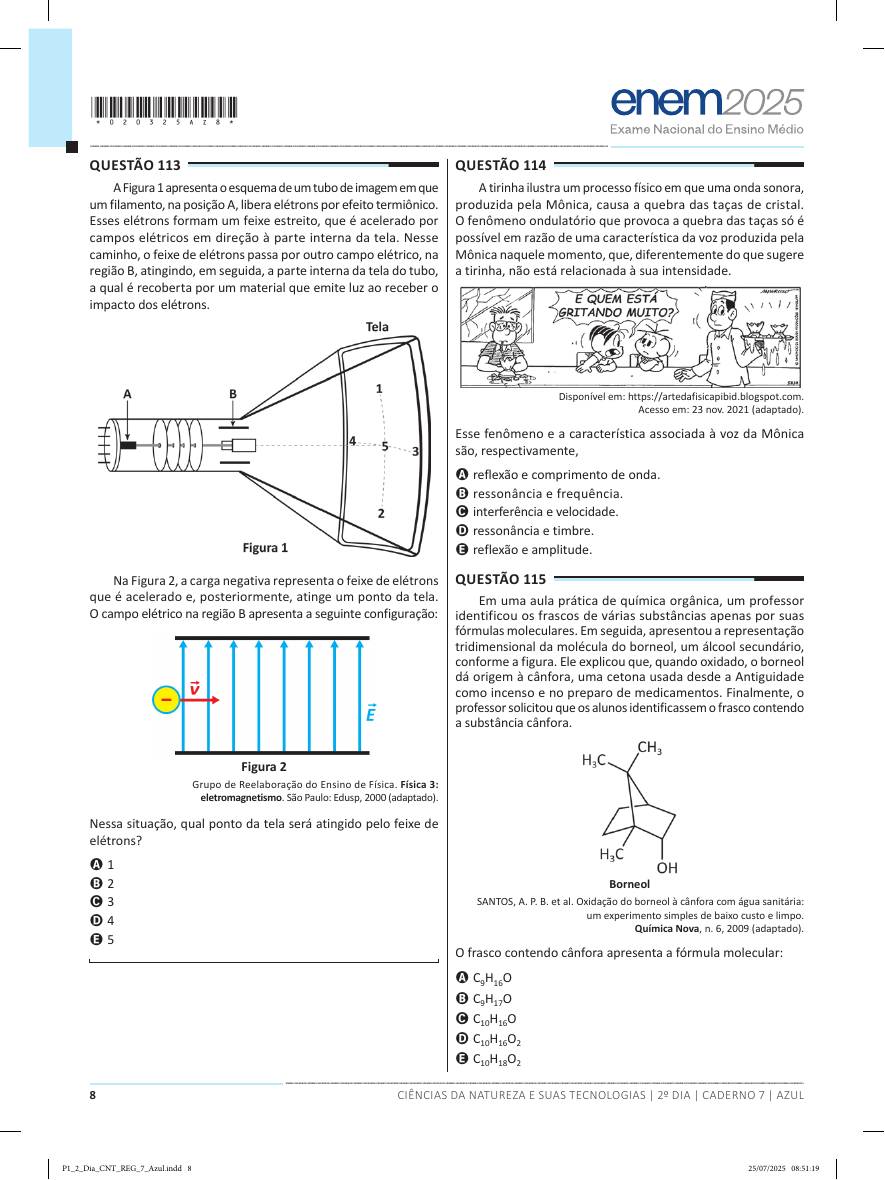 *020325AZ8*
enem2025
Exame Nacional do Ensino Médio
QUESTÃO 113
A Figura 1 apresenta o esquema de um tubo de imagem em que
um filamento, na posição A, libera elétrons por efeito termiônico.
Esses elétrons formam um feixe estreito, que é acelerado por
campos elétricos em direção à parte interna da tela. Nesse
caminho, o feixe de elétrons passa por outro campo elétrico, na
região B, atingindo, em seguida, a parte interna da tela do tubo,
a qual é recoberta por um material que emite luz ao receber o
impacto dos elétrons.
Tela
A
B
1
4
5
3
2
Figura 1
Na Figura 2, a carga negativa representa o feixe de elétrons
que é acelerado e, posteriormente, atinge um ponto da tela.
O campo elétrico na região B apresenta a seguinte configuração:
v
E
Figura 2
Grupo de Reelaboração do Ensino de Física. Física 3:
eletromagnetismo. São Paulo: Edusp, 2000 (adaptado).
Nessa situação, qual ponto da tela será atingido pelo feixe de
elétrons?
A 1
B 2
C 3
D 4
E 5
QUESTÃO 114
A tirinha ilustra um processo físico em que uma onda sonora,
produzida pela Mônica, causa a quebra das taças de cristal.
O fenômeno ondulatório que provoca a quebra das taças só é
possível em razão de uma característica da voz produzida pela
Mônica naquele momento, que, diferentemente do que sugere
a tirinha, não está relacionada à sua intensidade.
E QUEM ESTÁ
GRITANDO MUITO?
Disponível em: https://artedafisicapibid.blogspot.com.
Acesso em: 23 nov. 2021 (adaptado).
Esse fenômeno e a característica associada à voz da Mônica
são, respectivamente,
A reflexão e comprimento de onda.
B ressonância e frequência.
C interferência e velocidade.
D ressonância e timbre.
E reflexão e amplitude.
QUESTÃO 115
Em uma aula prática de química orgânica, um professor
identificou os frascos de várias substâncias apenas por suas
fórmulas moleculares. Em seguida, apresentou a representação
tridimensional da molécula do borneol, um álcool secundário,
conforme a figura. Ele explicou que, quando oxidado, o borneol
dá origem à cânfora, uma cetona usada desde a Antiguidade
como incenso e no preparo de medicamentos. Finalmente, o
professor solicitou que os alunos identificassem o frasco contendo
a substância cânfora.
CH₃
H₃C
H₃C
OH
Borneol
SANTOS, A. P. B. et al. Oxidação do borneol à cânfora com água sanitária:
um experimento simples de baixo custo e limpo.
Química Nova, n. 6, 2009 (adaptado).
O frasco contendo cânfora apresenta a fórmula molecular:
A C₉H₁₆O
B C₉H₁₇O
C C₁₀H₁₆O
D C₁₀H₁₆O₂
E C₁₀H₁₈O₂
8
CIÊNCIAS DA NATUREZA E SUAS TECNOLOGIAS | 2º DIA | CADERNO 7 | AZUL
P1_2_Dia_CNT_REG_7_Azul.indd 8
25/07/2025 08:51:19